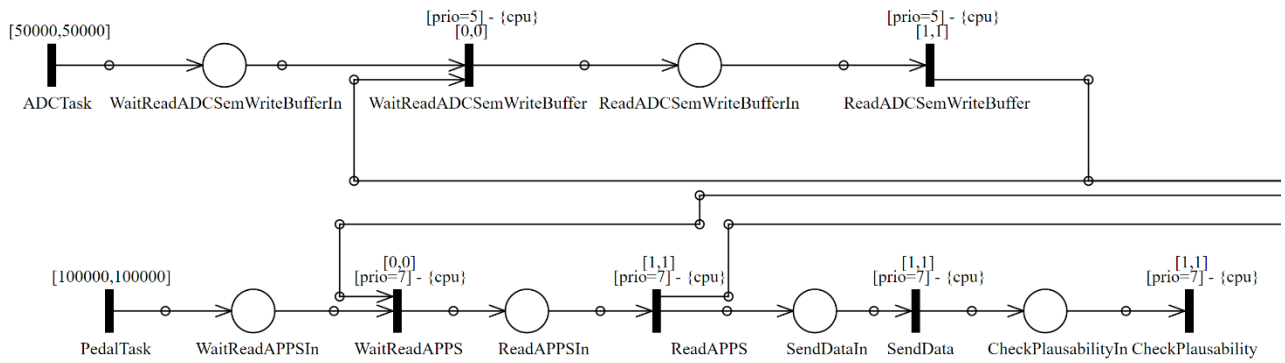 [prio=5] - {cpu}
[prio=5] - {cpu}
[50000,50000]
[0,0]
[1,1]
ADCTask
WaitReadADCSemWriteBufferIn
WaitReadADCSemWriteBuffer
ReadADCSemWriteBufferIn
ReadADCSemWriteBuffer
[0,0]
[1,1]
[1,1]
[1,1]
[100000,100000]
[prio=7] - {cpu}
[prio=7] - {cpu}
[prio=7] - {cpu}
[prio=7] - {cpu}
PedalTask
WaitReadAPPSIn
WaitReadAPPS
ReadAPPSIn
ReadAPPS
SendDataIn
SendData
CheckPlausabilityIn
CheckPlausability